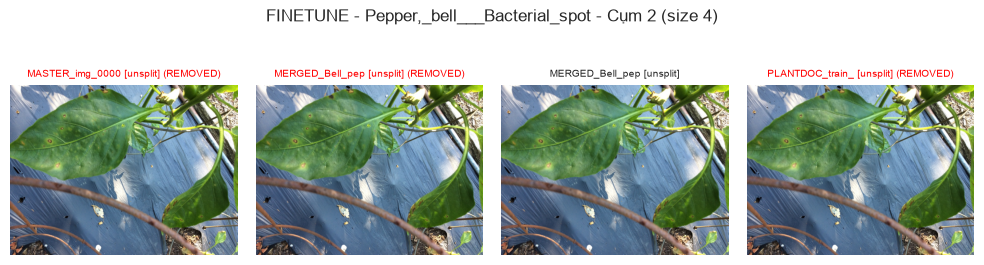 FINETUNE - Pepper,_bell___Bacterial_spot - Cụm 2 (size 4)
MASTER_img_0000 [unsplit] (REMOVED)
MERGED_Bell_pep [unsplit] (REMOVED)
MERGED_Bell_pep [unsplit]
PLANTDOC_train_ [unsplit] (REMOVED)